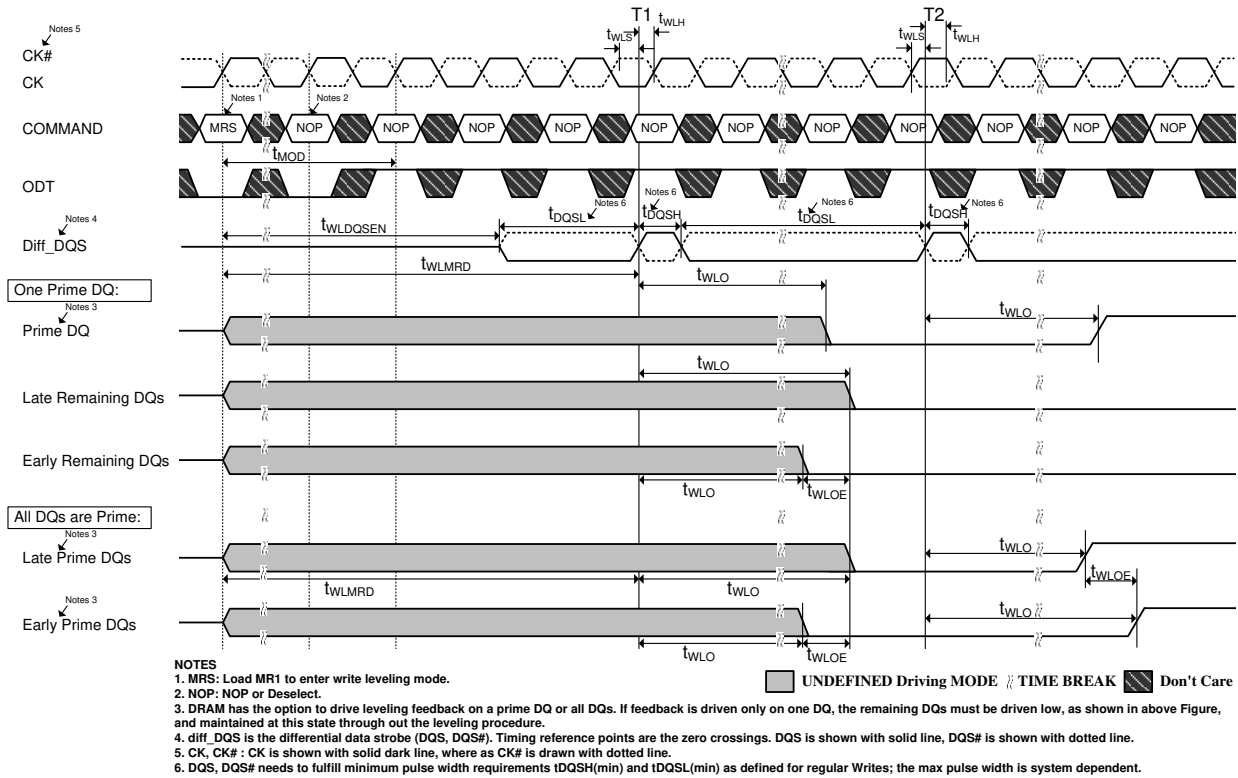 T1 T2
Notes 5
tWLS tWLH tWLS tWLH
CK#
CK
Notes 1 Notes 2
COMMAND MRS NOP NOP NOP NOP NOP NOP NOP NOP NOP NOP NOP
tMOD
ODT
Notes 4 Notes 6 Notes 6 Notes 6 Notes 6
tWLDQSEN tDQSL tDQSH tDQSL tDQSH
Diff_DQS
tWLMRD tWLO
One Prime DQ:
Notes 3
Prime DQ tWLO
tWLO
Late Remaining DQs
Early Remaining DQs
tWLO tWLOE
All DQs are Prime:
Notes 3
Late Prime DQs tWLO
tWLMRD tWLO tWLOE
Notes 3
Early Prime DQs tWLO
tWLO tWLOE
NOTES
1. MRS: Load MR1 to enter write leveling mode.
UNDEFINED Driving MODE TIME BREAK Don't Care
2. NOP: NOP or Deselect.
3. DRAM has the option to drive leveling feedback on a prime DQ or all DQs. If feedback is driven only on one DQ, the remaining DQs must be driven low, as shown in above Figure,
and maintained at this state through out the leveling procedure.
4. diff_DQS is the differential data strobe (DQS, DQS#). Timing reference points are the zero crossings. DQS is shown with solid line, DQS# is shown with dotted line.
5. CK, CK# : CK is shown with solid dark line, where as CK# is drawn with dotted line.
6. DQS, DQS# needs to fulfill minimum pulse width requirements tDQSH(min) and tDQSL(min) as defined for regular Writes; the max pulse width is system dependent.